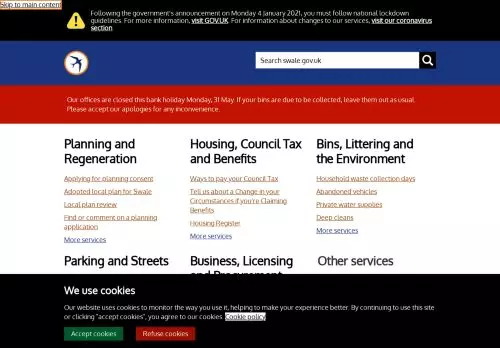 Skip to main content
Following the government's announcement on Monday 4 January 2021, you must follow national lockdown
guidelines. For more information, visit GOV.UK. For information about changes to our services, visit our coronavirus
section
Search swale.gov.uk
Our offices are closed this bank holiday Monday, 31 May. If your bins are due to be collected, leave them out as usual.
Please accept our apologies for any inconvenience.
Planning and
Regeneration
Applying for planning consent
Adopted local plan for Swale
Local plan review
Find or comment on a planning
application
More services
Housing, Council Tax
and Benefits
Ways to pay your Council Tax
Tell us about a Change in your
Circumstances if you're Claiming
Benefits
Housing Register
More services
Bins, Littering and
the Environment
Household waste collection days
Abandoned vehicles
Private water supplies
Deep cleans
More services
Parking and Streets
Business, Licensing
and Procurement
Other services
We use cookies
Our website uses cookies to monitor the way you use it, helping to make your experience better. By continuing to use this site
or clicking "accept cookies", you agree to our cookies. Cookie policy.
Accept cookies
Refuse cookies